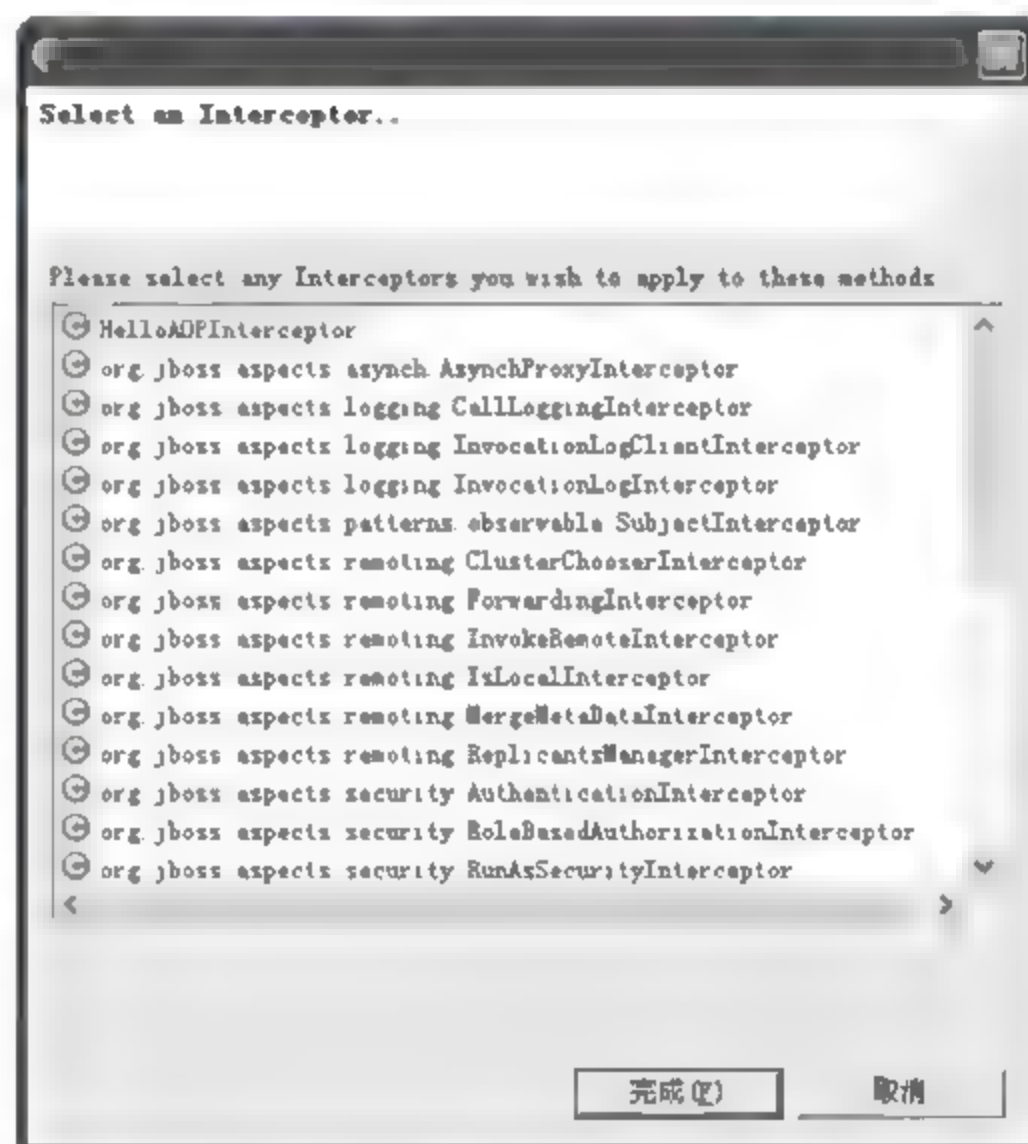 Select an Interceptor..
Please select any Interceptors you wish to apply to these methods
HelloAOPInterceptor
org.jboss.aspects.asynch.AsynchProxyInterceptor
org.jboss.aspects.logging.CallLoggingInterceptor
org.jboss.aspects.logging.InvocationLogClientInterceptor
org.jboss.aspects.logging.InvocationLogInterceptor
org.jboss.aspects.patterns.observable.SubjectInterceptor
org.jboss.aspects.remoting.ClusterChooserInterceptor
org.jboss.aspects.remoting.ForwardingInterceptor
org.jboss.aspects.remoting.InvokeRemoteInterceptor
org.jboss.aspects.remoting.IsLocalInterceptor
org.jboss.aspects.remoting.MergeMetaDataInterceptor
org.jboss.aspects.remoting.ReplicantsManagerInterceptor
org.jboss.aspects.security.AuthenticationInterceptor
org.jboss.aspects.security.RoleBasedAuthorizationInterceptor
org.jboss.aspects.security.RunAsSecurityInterceptor
完成(F) 取消